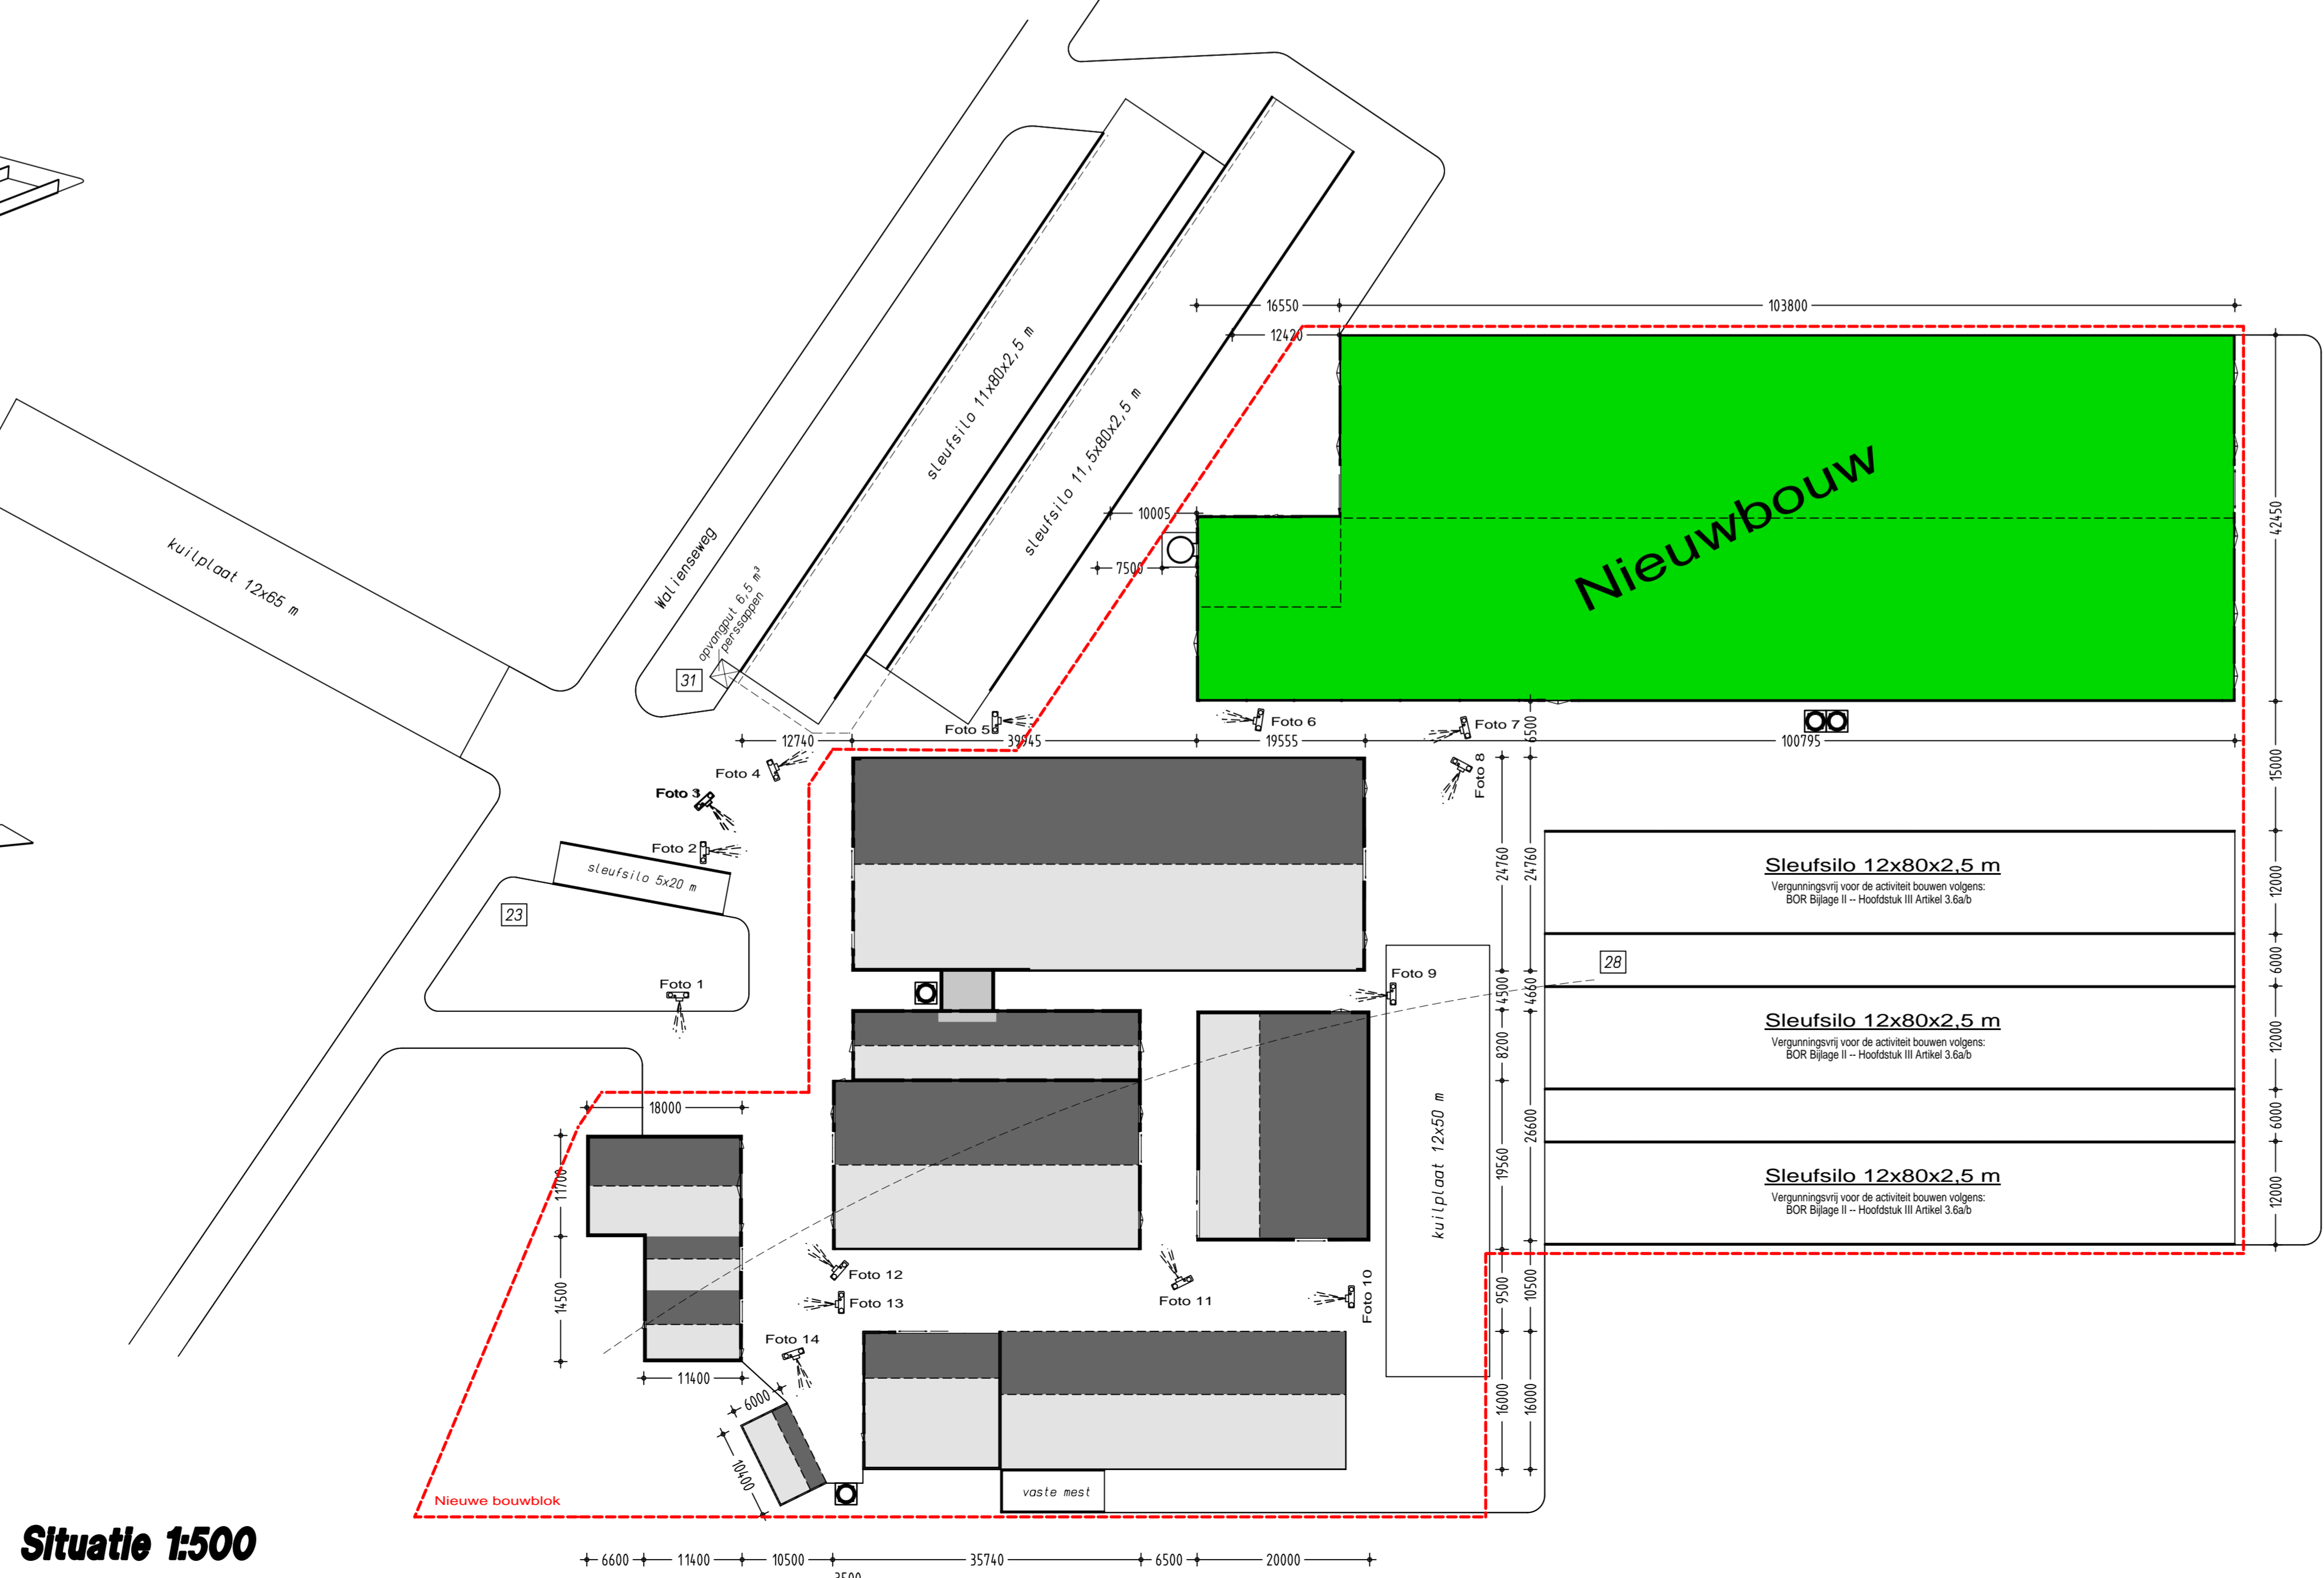 16550
103800
12420
sleufsilo 11x80x2,5 m
sleufsilo 11,5x80x2,5 m
Nieuwbouw
42450
10005
7500
kuilplaat 12x65 m
Walienseweg
opvangput 6,5 m³
perssappen
31
Foto 5
Foto 6
Foto 7
6500
12740
39945
19555
100795
Foto 4
Foto 8
15000
Foto 3
Foto 2
sleufsilo 5x20 m
23
24760
24760
Sleufsilo 12x80x2,5 m
Vergunningsvrij voor de activiteit bouwen volgens:
BOR Bijlage II -- Hoofdstuk III Artikel 3.6a/b
12000
28
6000
Foto 1
Foto 9
4500
4660
Sleufsilo 12x80x2,5 m
Vergunningsvrij voor de activiteit bouwen volgens:
BOR Bijlage II -- Hoofdstuk III Artikel 3.6a/b
12000
8200
18000
kuilplaat 12x50 m
26600
6000
11700
19560
Sleufsilo 12x80x2,5 m
Vergunningsvrij voor de activiteit bouwen volgens:
BOR Bijlage II -- Hoofdstuk III Artikel 3.6a/b
12000
14500
Foto 12
Foto 13
Foto 11
Foto 10
9500
10500
Foto 14
11400
6000
16000
16000
10400
vaste mest
Nieuwe bouwblok
Situatie 1:500
6600
11400
10500
35740
6500
20000
3500